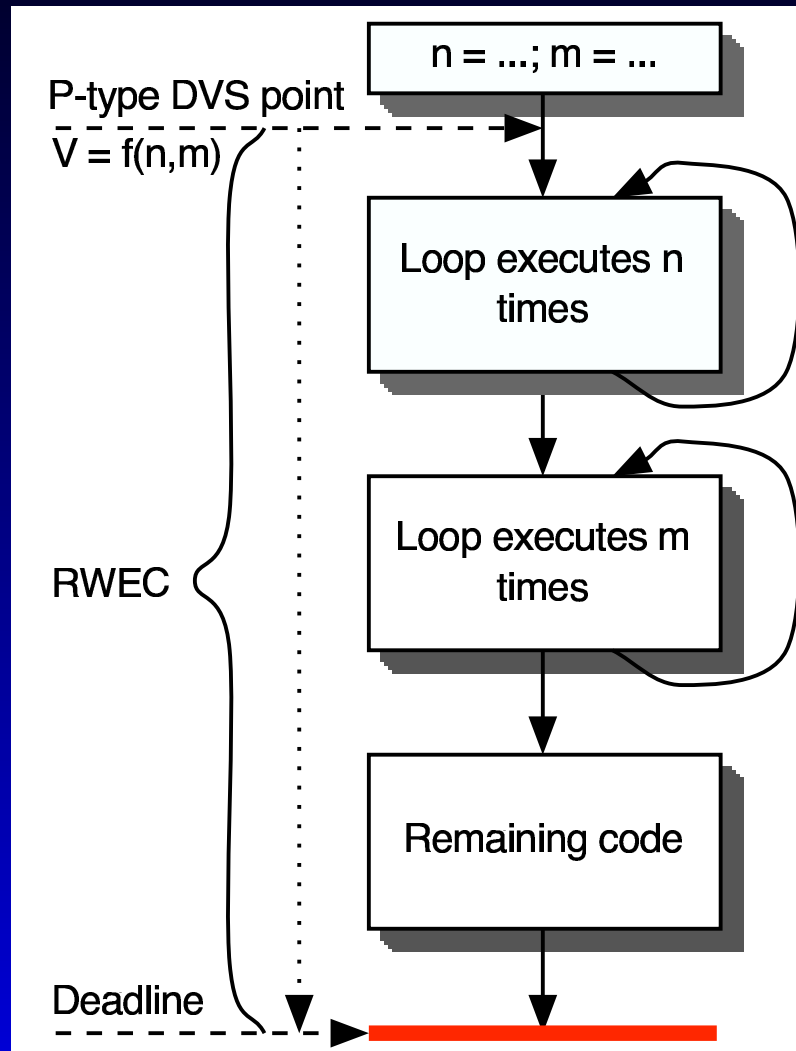 n = ...; m = ...
P-type DVS point
V = f(n,m)
Loop executes n
times
Loop executes m
times
RWEC
Remaining code
Deadline